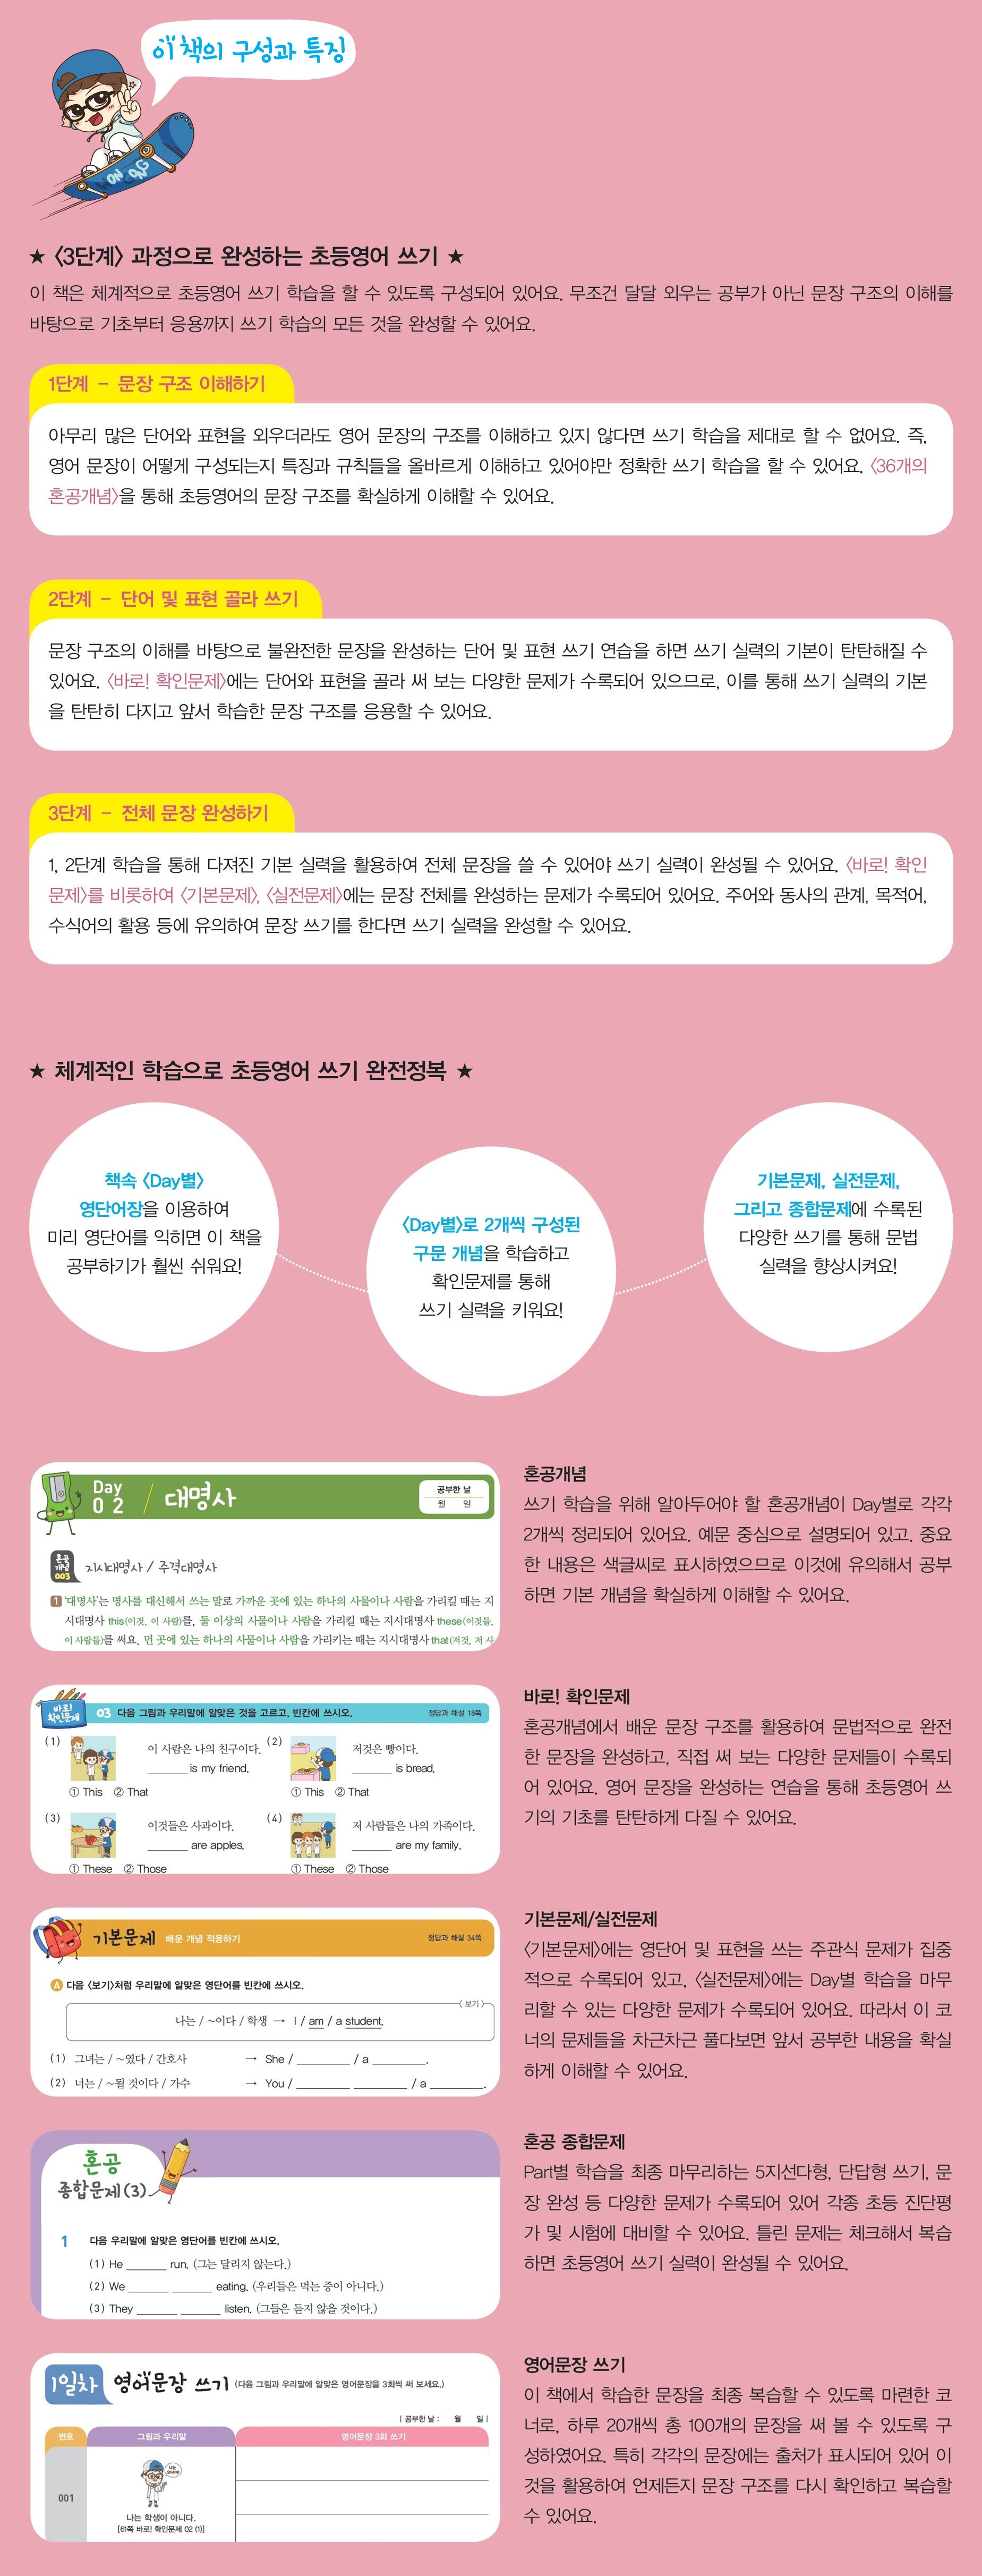 이 책의 구성과 특징
★ 〈3단계〉 과정으로 완성하는 초등영어 쓰기 ★
이 책은 체계적으로 초등영어 쓰기 학습을 할 수 있도록 구성되어 있어요. 무조건 달달 외우는 공부가 아닌 문장 구조의 이해를
바탕으로 기초부터 응용까지 쓰기 학습의 모든 것을 완성할 수 있어요.
1단계 - 문장 구조 이해하기
아무리 많은 단어와 표현을 외우더라도 영어 문장의 구조를 이해하고 있지 않다면 쓰기 학습을 제대로 할 수 없어요. 즉,
영어 문장이 어떻게 구성되는지 특징과 규칙들을 올바르게 이해하고 있어야만 정확한 쓰기 학습을 할 수 있어요. 〈36개의
혼공개념〉을 통해 초등영어의 문장 구조를 확실하게 이해할 수 있어요.
2단계 - 단어 및 표현 골라 쓰기
문장 구조의 이해를 바탕으로 불완전한 문장을 완성하는 단어 및 표현 쓰기 연습을 하면 쓰기 실력의 기본이 탄탄해질 수
있어요. 〈바로! 확인문제〉에는 단어와 표현을 골라 써 보는 다양한 문제가 수록되어 있으므로, 이를 통해 쓰기 실력의 기본
을 탄탄히 다지고 앞서 학습한 문장 구조를 응용할 수 있어요.
3단계 - 전체 문장 완성하기
1, 2단계 학습을 통해 다져진 기본 실력을 활용하여 전체 문장을 쓸 수 있어야 쓰기 실력이 완성될 수 있어요. 〈바로! 확인
문제〉를 비롯하여 〈기본문제〉, 〈실전문제〉에는 문장 전체를 완성하는 문제가 수록되어 있어요. 주어와 동사의 관계, 목적어,
수식어의 활용 등에 유의하여 문장 쓰기를 한다면 쓰기 실력을 완성할 수 있어요.
★ 체계적인 학습으로 초등영어 쓰기 완전정복 ★
책속 〈Day별〉
영단어장을 이용하여
미리 영단어를 익히면 이 책을
공부하기가 훨씬 쉬워요!
〈Day별〉로 2개씩 구성된
구문 개념을 학습하고
확인문제를 통해
쓰기 실력을 키워요!
기본문제, 실전문제,
그리고 종합문제에 수록된
다양한 쓰기를 통해 문법
실력을 향상시켜요!
Day
02 / 대명사
공부한 날
월 일
혼공
개념
003
지시대명사 / 주격대명사
1 '대명사'는 명사를 대신해서 쓰는 말로 가까운 곳에 있는 하나의 사물이나 사람을 가리킬 때는 지
시대명사 this(이것, 이 사람)를, 둘 이상의 사물이나 사람을 가리킬 때는 지시대명사 these(이것들,
이 사람들)를 써요. 먼 곳에 있는 하나의 사물이나 사람을 가리키는 때는 지시대명사 that(저것, 저 사
혼공개념
쓰기 학습을 위해 알아두어야 할 혼공개념이 Day별로 각각
2개씩 정리되어 있어요. 예문 중심으로 설명되어 있고. 중요
한 내용은 색글씨로 표시하였으므로 이것에 유의해서 공부
하면 기본 개념을 확실하게 이해할 수 있어요.
바로!
확인문제
03 다음 그림과 우리말에 알맞은 것을 고르고, 빈칸에 쓰시오.
정답과 해설 18쪽
(1) 이 사람은 나의 친구이다.
______ is my friend.
① This ② That
(2) 저것은 빵이다.
______ is bread.
① This ② That
(3) 이것들은 사과이다.
______ are apples.
① These ② Those
(4) 저 사람들은 나의 가족이다.
______ are my family.
① These ② Those
바로! 확인문제
혼공개념에서 배운 문장 구조를 활용하여 문법적으로 완전
한 문장을 완성하고, 직접 써 보는 다양한 문제들이 수록되
어 있어요. 영어 문장을 완성하는 연습을 통해 초등영어 쓰
기의 기초를 탄탄하게 다질 수 있어요.
기본문제 배운 개념 적용하기
정답과 해설 34쪽
A 다음 〈보기〉처럼 우리말에 알맞은 영단어를 빈칸에 쓰시오.
〈보기〉
나는 / ~이다 / 학생 → I / am / a student.
(1) 그녀는 / ~였다 / 간호사 → She / ________ / a ________.
(2) 너는 / ~될 것이다 / 가수 → You / ________ ________ / a ________.
기본문제/실전문제
〈기본문제〉에는 영단어 및 표현을 쓰는 주관식 문제가 집중
적으로 수록되어 있고, 〈실전문제〉에는 Day별 학습을 마무
리할 수 있는 다양한 문제가 수록되어 있어요. 따라서 이 코
너의 문제들을 차근차근 풀다보면 앞서 공부한 내용을 확실
하게 이해할 수 있어요.
혼공
종합문제(3)
1 다음 우리말에 알맞은 영단어를 빈칸에 쓰시오.
(1) He ______ run. (그는 달리지 않는다.)
(2) We ______ ______ eating. (우리들은 먹는 중이 아니다.)
(3) They ______ ______ listen. (그들은 듣지 않을 것이다.)
혼공 종합문제
Part별 학습을 최종 마무리하는 5지선다형, 단답형 쓰기, 문
장 완성 등 다양한 문제가 수록되어 있어 각종 초등 진단평
가 및 시험에 대비할 수 있어요. 틀린 문제는 체크해서 복습
하면 초등영어 쓰기 실력이 완성될 수 있어요.
1일차 영어문장 쓰기 (다음 그림과 우리말에 알맞은 영어문장을 3회씩 써 보세요.)
| 공부한 날 : 월 일 |
번호 그림과 우리말 영어문장 3회 쓰기
001
나는 학생이 아니다.
[61쪽 바로! 확인문제 02 (1)]
영어문장 쓰기
이 책에서 학습한 문장을 최종 복습할 수 있도록 마련한 코
너로, 하루 20개씩 총 100개의 문장을 써 볼 수 있도록 구
성하였어요. 특히 각각의 문장에는 출처가 표시되어 있어 이
것을 활용하여 언제든지 문장 구조를 다시 확인하고 복습할
수 있어요.